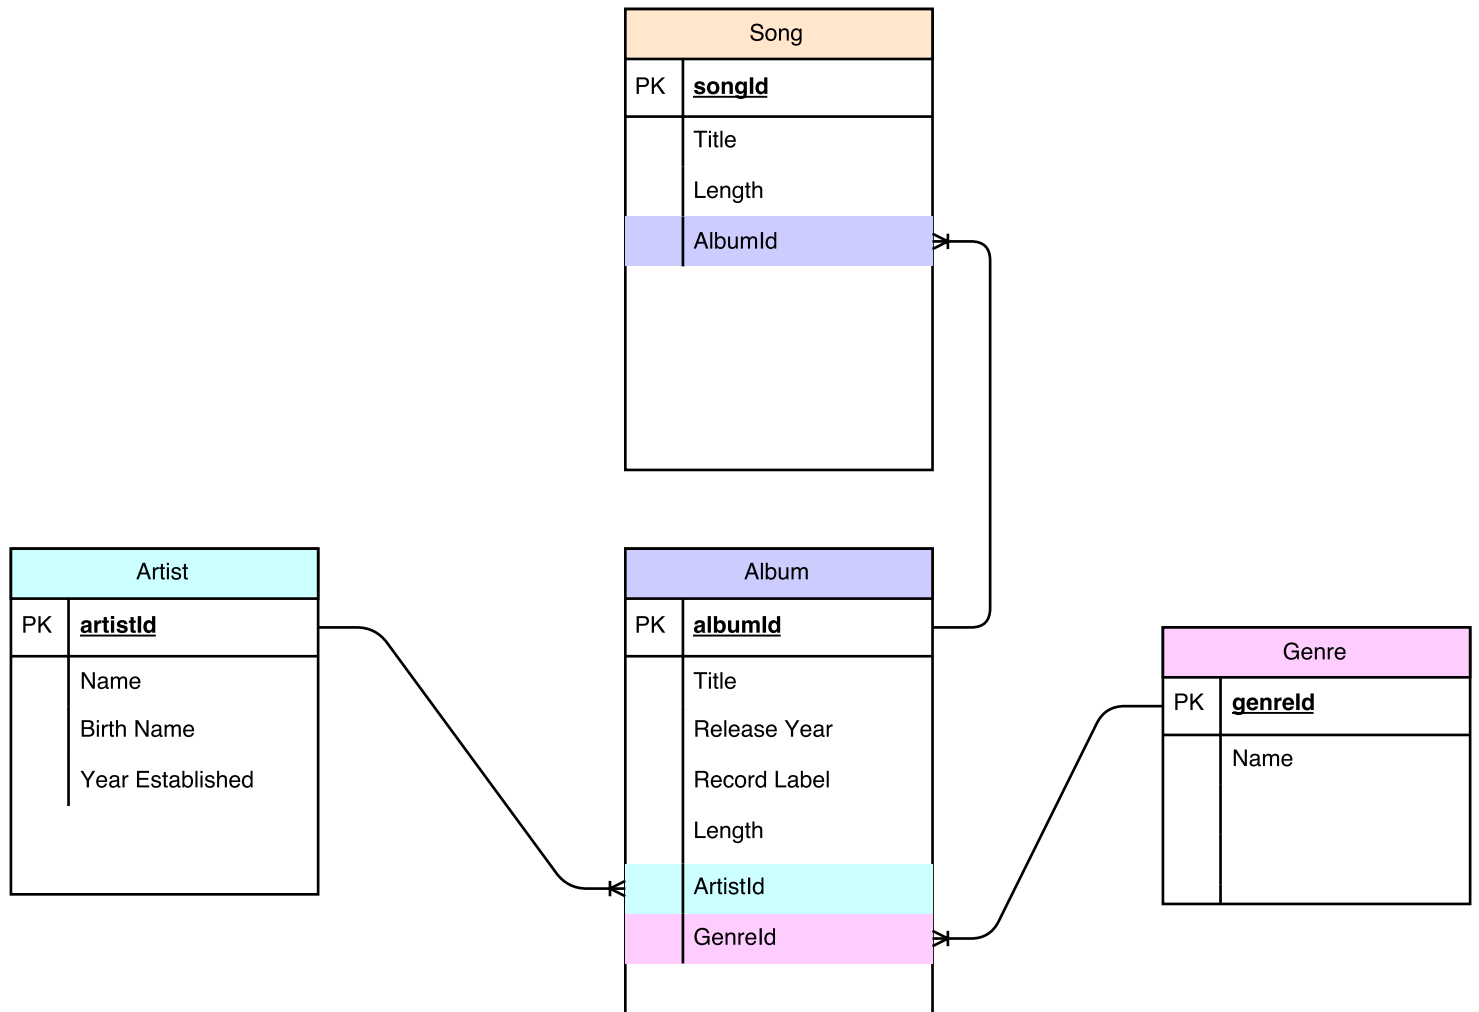 Song
PK songId
Title
Length
AlbumId
Artist
PK artistId
Name
Birth Name
Year Established
Album
PK albumId
Title
Release Year
Record Label
Length
ArtistId
GenreId
Genre
PK genreId
Name